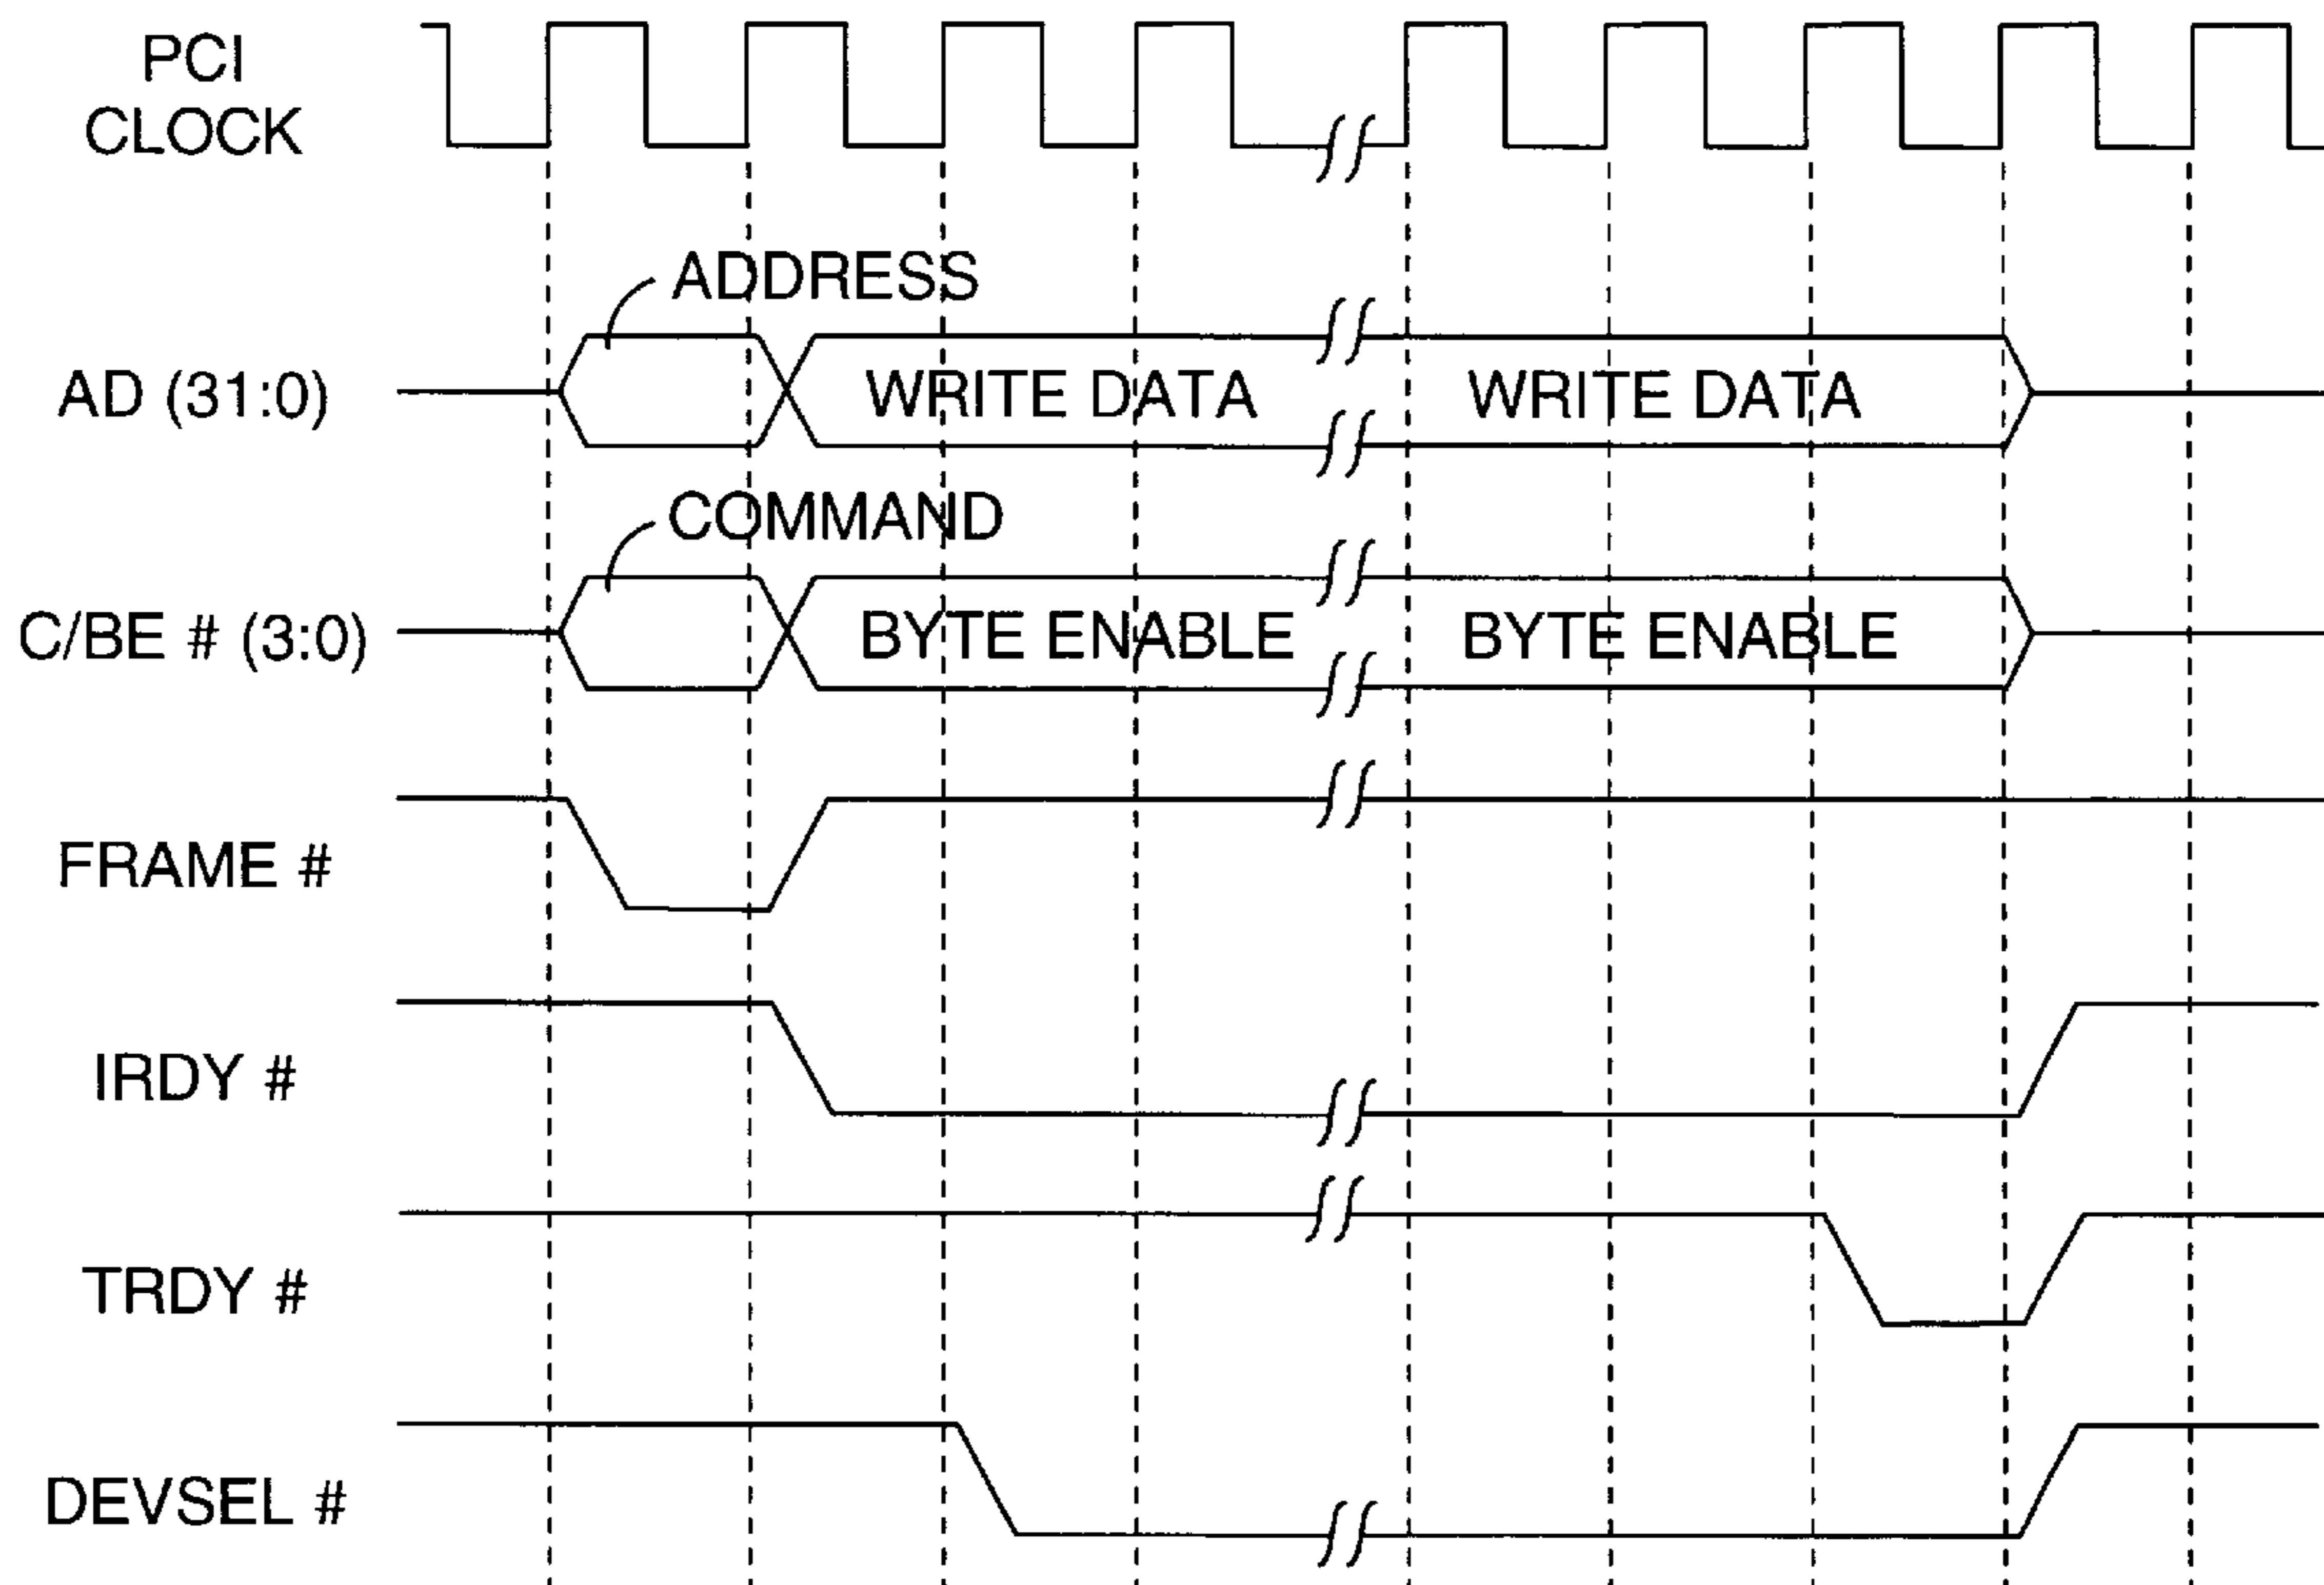 PCI
CLOCK
ADDRESS
AD (31:0)
WRITE DATA
WRITE DATA
COMMAND
C/BE # (3:0)
BYTE ENABLE
BYTE ENABLE
FRAME #
IRDY #
TRDY #
DEVSEL #